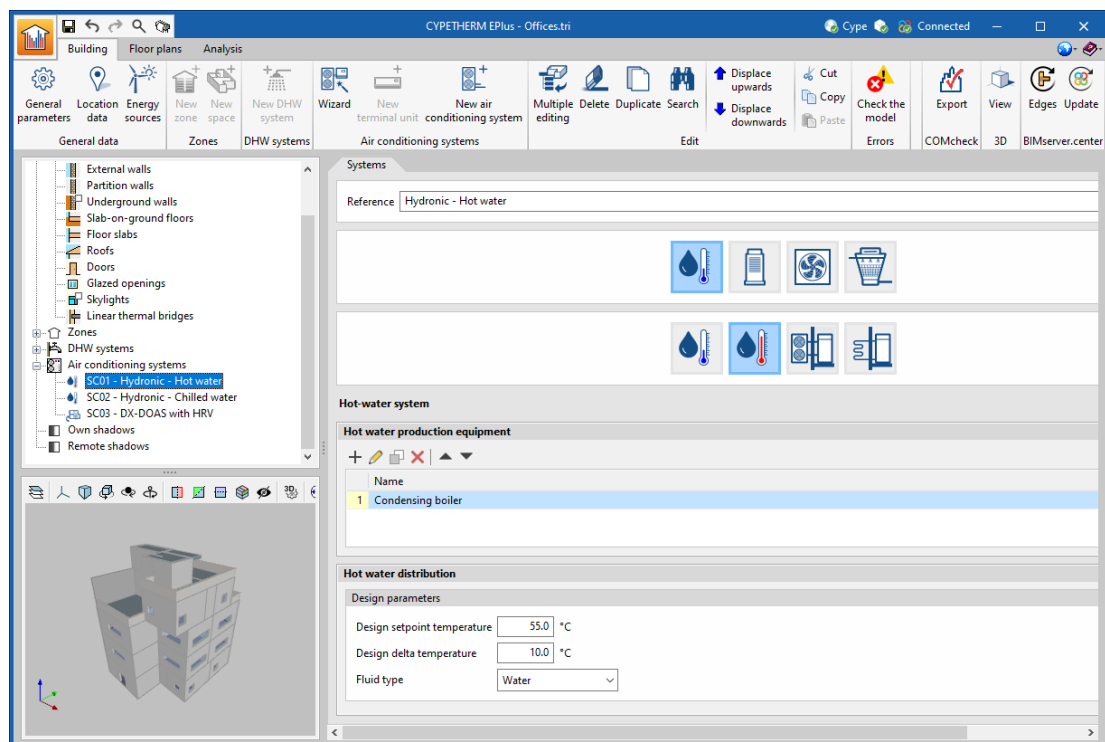 CYPETHERM EPlus - Offices.tri
Cype
Connected
Building Floor plans Analysis
General parameters
Location data
Energy sources
New zone
New space
New DHW system
Wizard
New terminal unit
New air conditioning system
Multiple editing
Delete
Duplicate
Search
Displace upwards
Displace downwards
Cut
Copy
Paste
Check the model
Export
View
Edges
Update
General data
Zones
DHW systems
Air conditioning systems
Edit
Errors
COMcheck
3D
BIMserver.center
External walls
Partition walls
Underground walls
Slab-on-ground floors
Floor slabs
Roofs
Doors
Glazed openings
Skylights
Linear thermal bridges
Zones
DHW systems
Air conditioning systems
SC01 - Hydronic - Hot water
SC02 - Hydronic - Chilled water
SC03 - DX-DOAS with HRV
Own shadows
Remote shadows
3D
Systems
Reference Hydronic - Hot water
Hot-water system
Hot water production equipment
Name
1 Condensing boiler
Hot water distribution
Design parameters
Design setpoint temperature 55.0 °C
Design delta temperature 10.0 °C
Fluid type Water